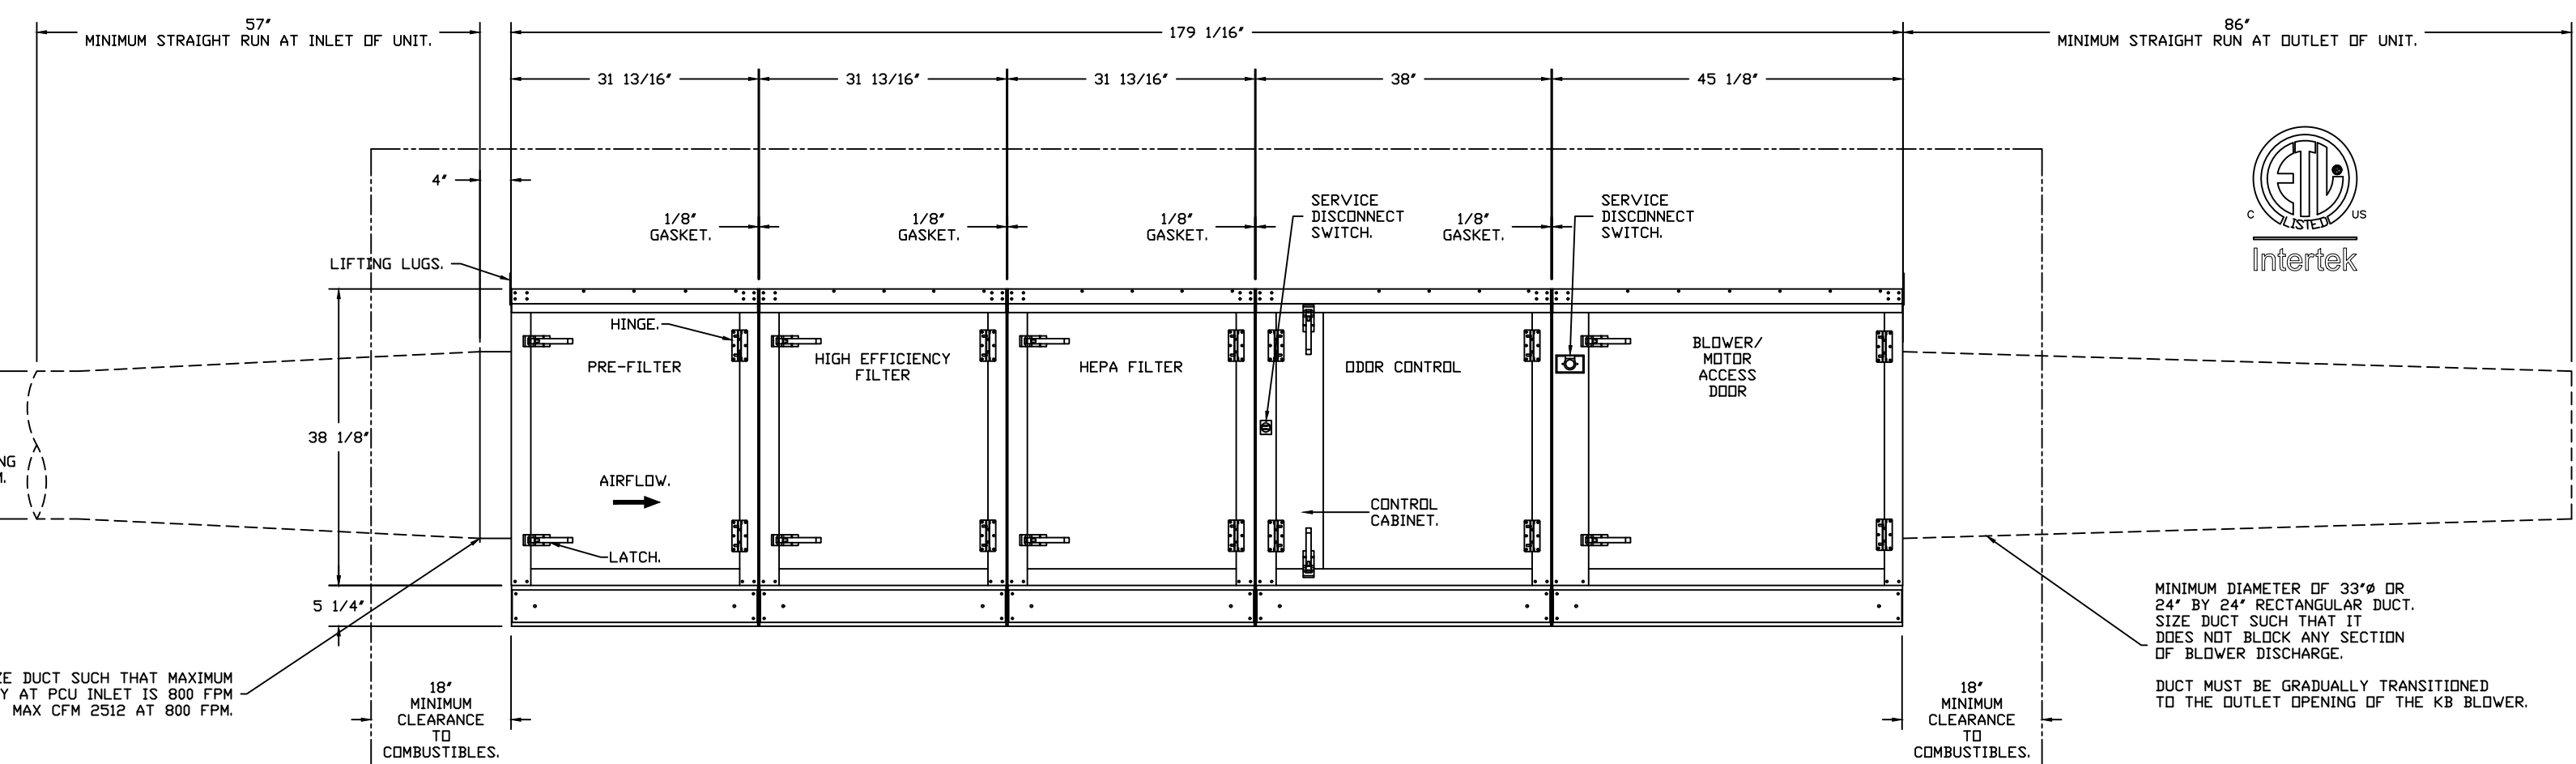 57"
MINIMUM STRAIGHT RUN AT INLET OF UNIT.
179 1/16"
86"
MINIMUM STRAIGHT RUN AT OUTLET OF UNIT.
31 13/16"
31 13/16"
31 13/16"
38"
45 1/8"
4"
1/8"
GASKET.
1/8"
GASKET.
1/8"
GASKET.
SERVICE
DISCONNECT
SWITCH.
1/8"
GASKET.
SERVICE
DISCONNECT
SWITCH.
C
ETL
US
LISTED
Intertek
LIFTING LUGS.
HINGE.
PRE-FILTER
HIGH EFFICIENCY
FILTER
HEPA FILTER
ODOR CONTROL
BLOWER/
MOTOR
ACCESS
DOOR
38 1/8"
AIRFLOW.
CONTROL
CABINET.
LATCH.
5 1/4"
DUCT SUCH THAT MAXIMUM
AT PCU INLET IS 800 FPM
MAX CFM 2512 AT 800 FPM.
18"
MINIMUM
CLEARANCE
TO
COMBUSTIBLES.
18"
MINIMUM
CLEARANCE
TO
COMBUSTIBLES.
MINIMUM DIAMETER OF 33"Ø OR
24" BY 24" RECTANGULAR DUCT.
SIZE DUCT SUCH THAT IT
DOES NOT BLOCK ANY SECTION
OF BLOWER DISCHARGE.
DUCT MUST BE GRADUALLY TRANSITIONED
TO THE OUTLET OPENING OF THE KB BLOWER.